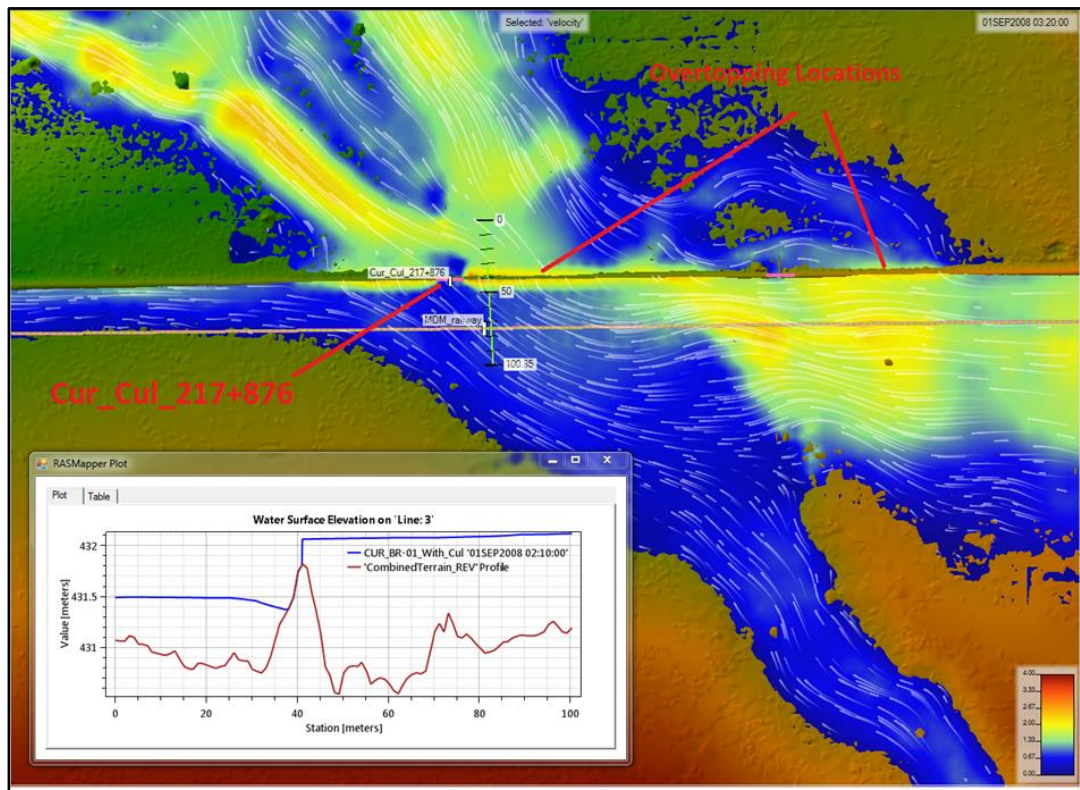 Selected: 'velocity'
01SEP2008 03:20:00
Overtopping Locations
0
Cur_Cul_217+876
50
MDM_railway
100.35
Cur_Cul_217+876
RASMapper Plot
Plot
Table
Water Surface Elevation on 'Line: 3'
CUR_BR-01_With_Cul '01SEP2008 02:10:00'
'CombinedTerrain_REV' Profile
Value [meters]
432
431.5
431
0
20
40
60
80
100
Station [meters]
4.00
3.33
2.67
2.00
1.33
0.67
0.00